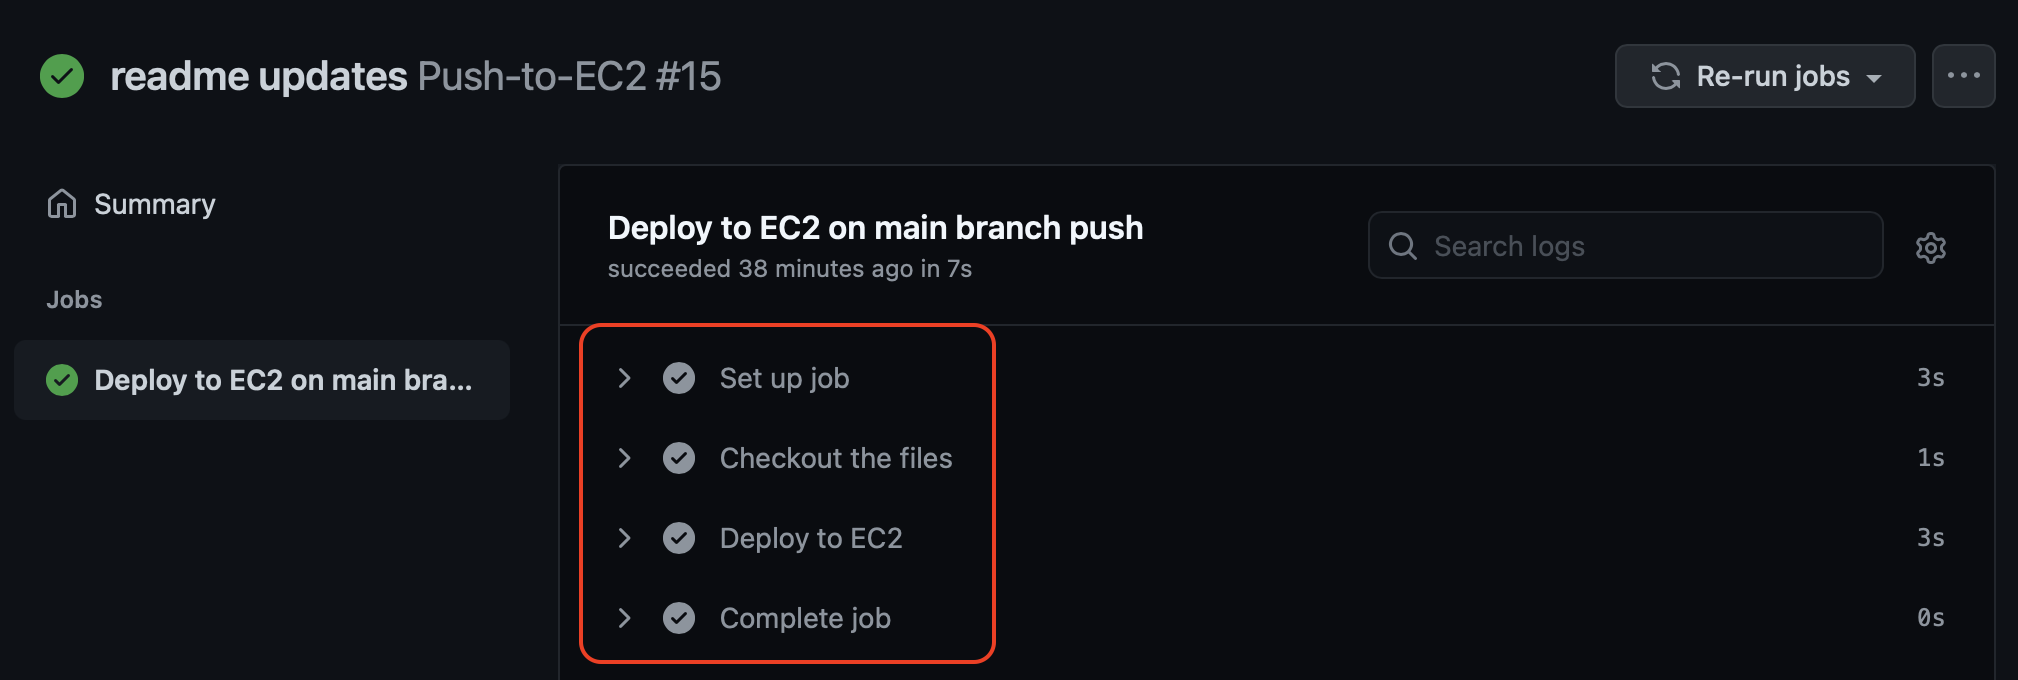 readme updates Push-to-EC2 #15
Re-run jobs
Summary
Jobs
Deploy to EC2 on main bra...
Deploy to EC2 on main branch push
succeeded 38 minutes ago in 7s
Search logs
Set up job 3s
Checkout the files 1s
Deploy to EC2 3s
Complete job 0s